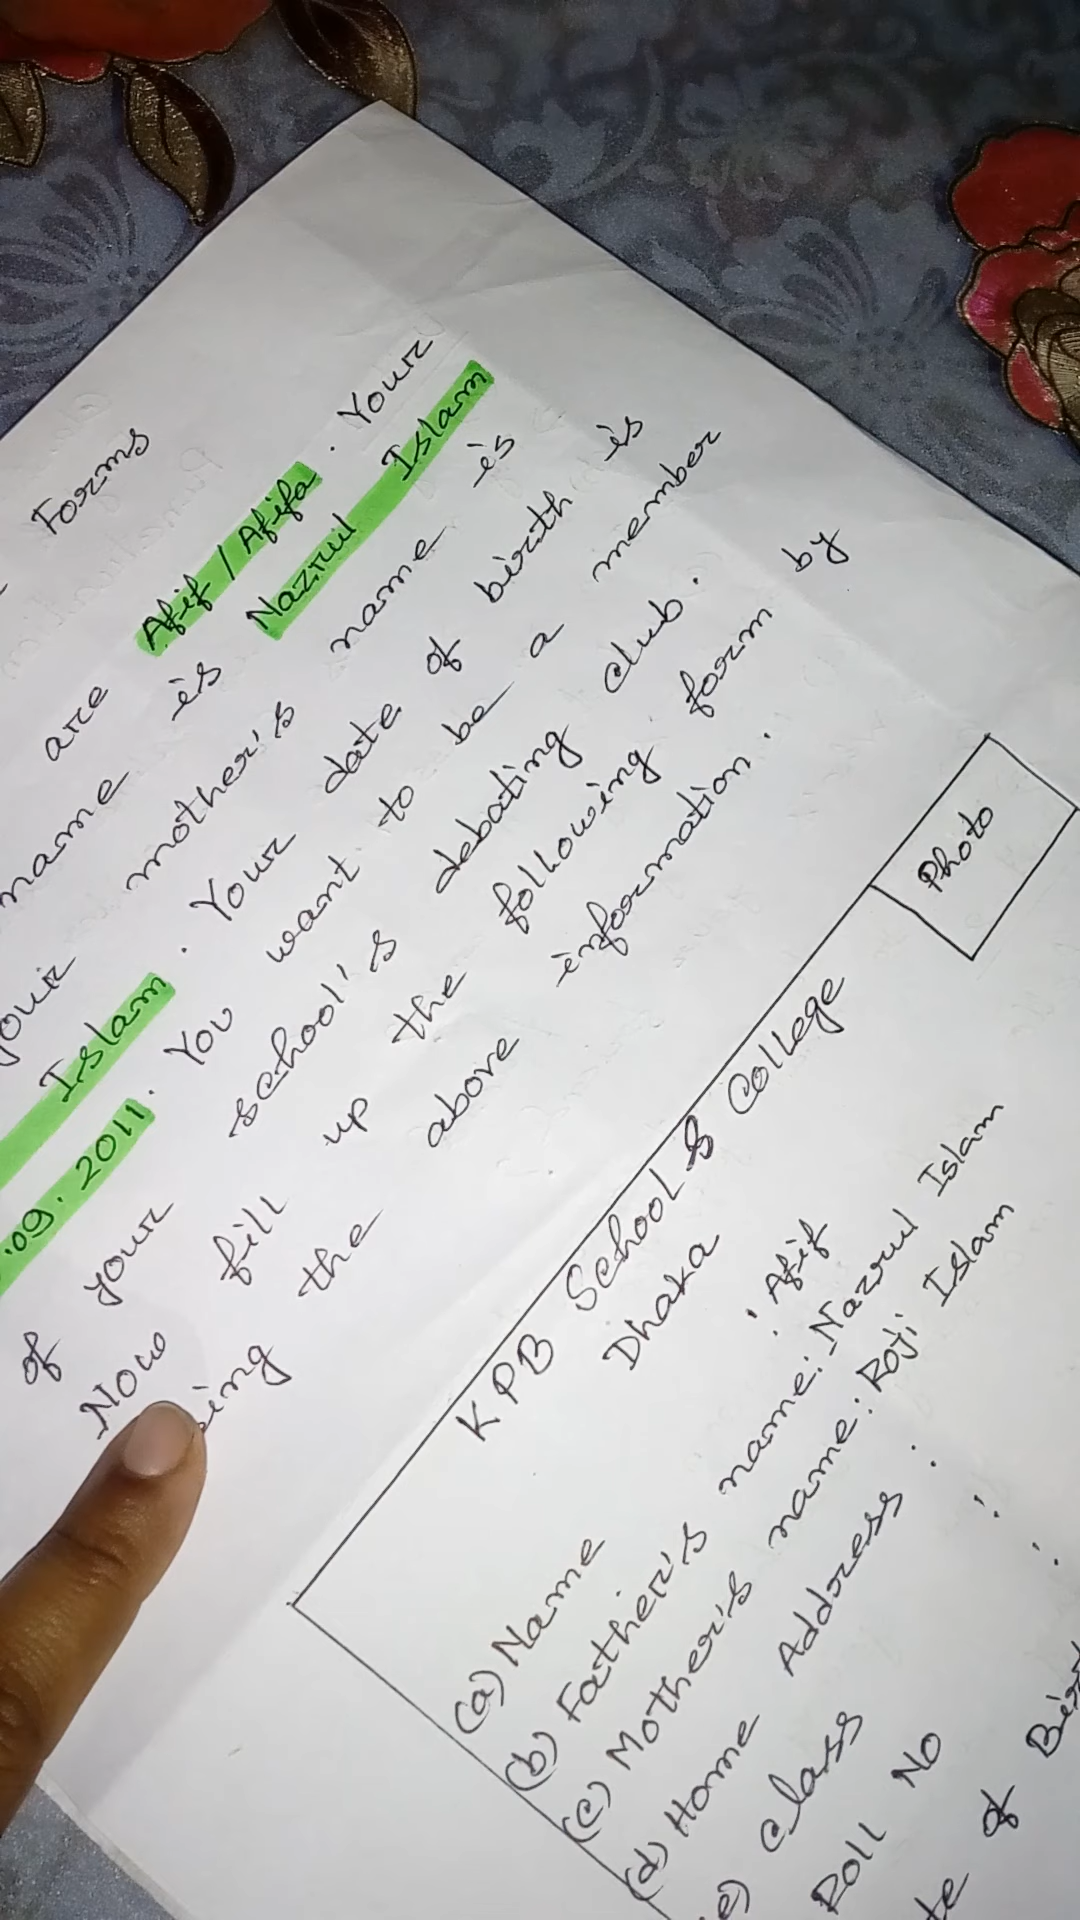 Forms
are Afif/Afifa. Your
name is Nazrul Islam
your mother's name is
Islam. Your date of birth is
.09.2011. You want to be a member
of your school's debating club.
Now fill up the following form by
the above information.
Photo
KPB School & College
Dhaka
(a) Name : Afif
(b) Father's name: Nazrul Islam
(c) Mother's name: Roji Islam
(d) Home Address :
e) Class :
Roll No :
of